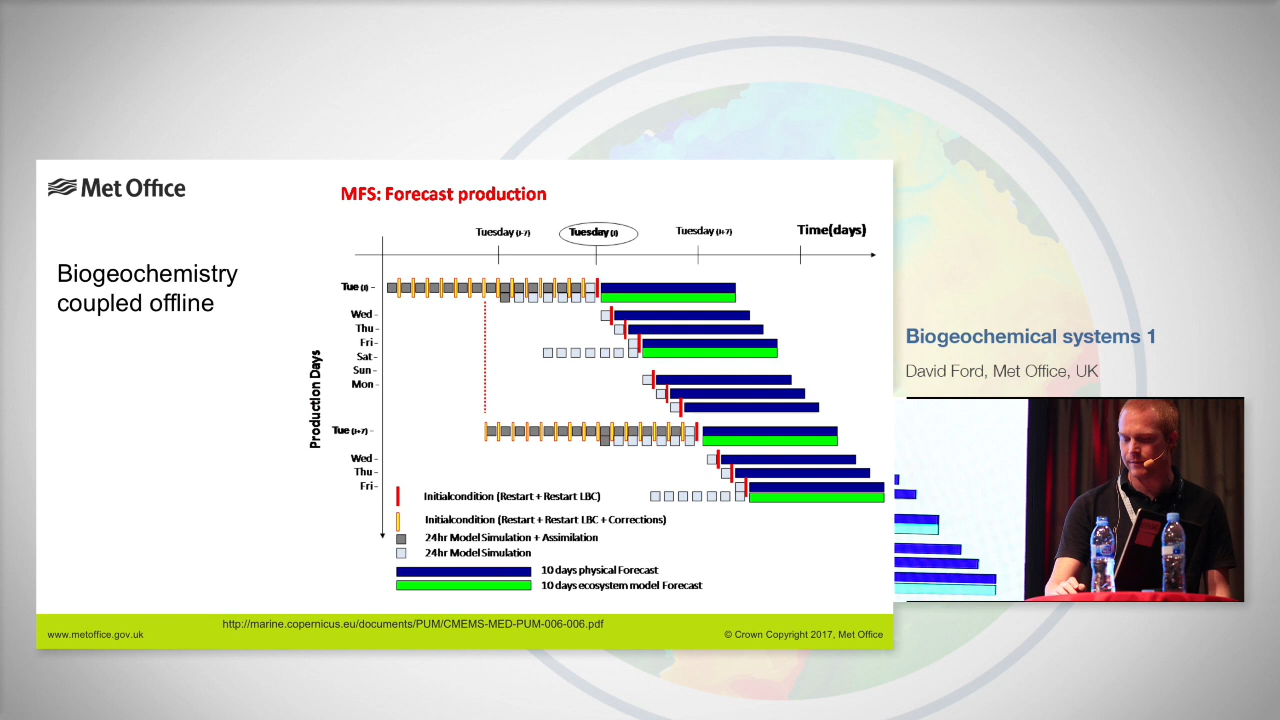 Met Office
MFS: Forecast production
Tuesday (J-7)
Tuesday (J)
Tuesday (J+7)
Time(days)
Biogeochemistry
coupled offline
Production Days
Tue (J)
Wed
Thu
Fri
Sat
Sun
Mon
Tue (J+7)
Wed
Thu
Fri
Initialcondition (Restart + Restart LBC)
Initialcondition (Restart + Restart LBC + Corrections)
24hr Model Simulation + Assimilation
24hr Model Simulation
10 days physical Forecast
10 days ecosystem model Forecast
http://marine.copernicus.eu/documents/PUM/CMEMS-MED-PUM-006-006.pdf
www.metoffice.gov.uk
© Crown Copyright 2017, Met Office
Biogeochemical systems 1
David Ford, Met Office, UK